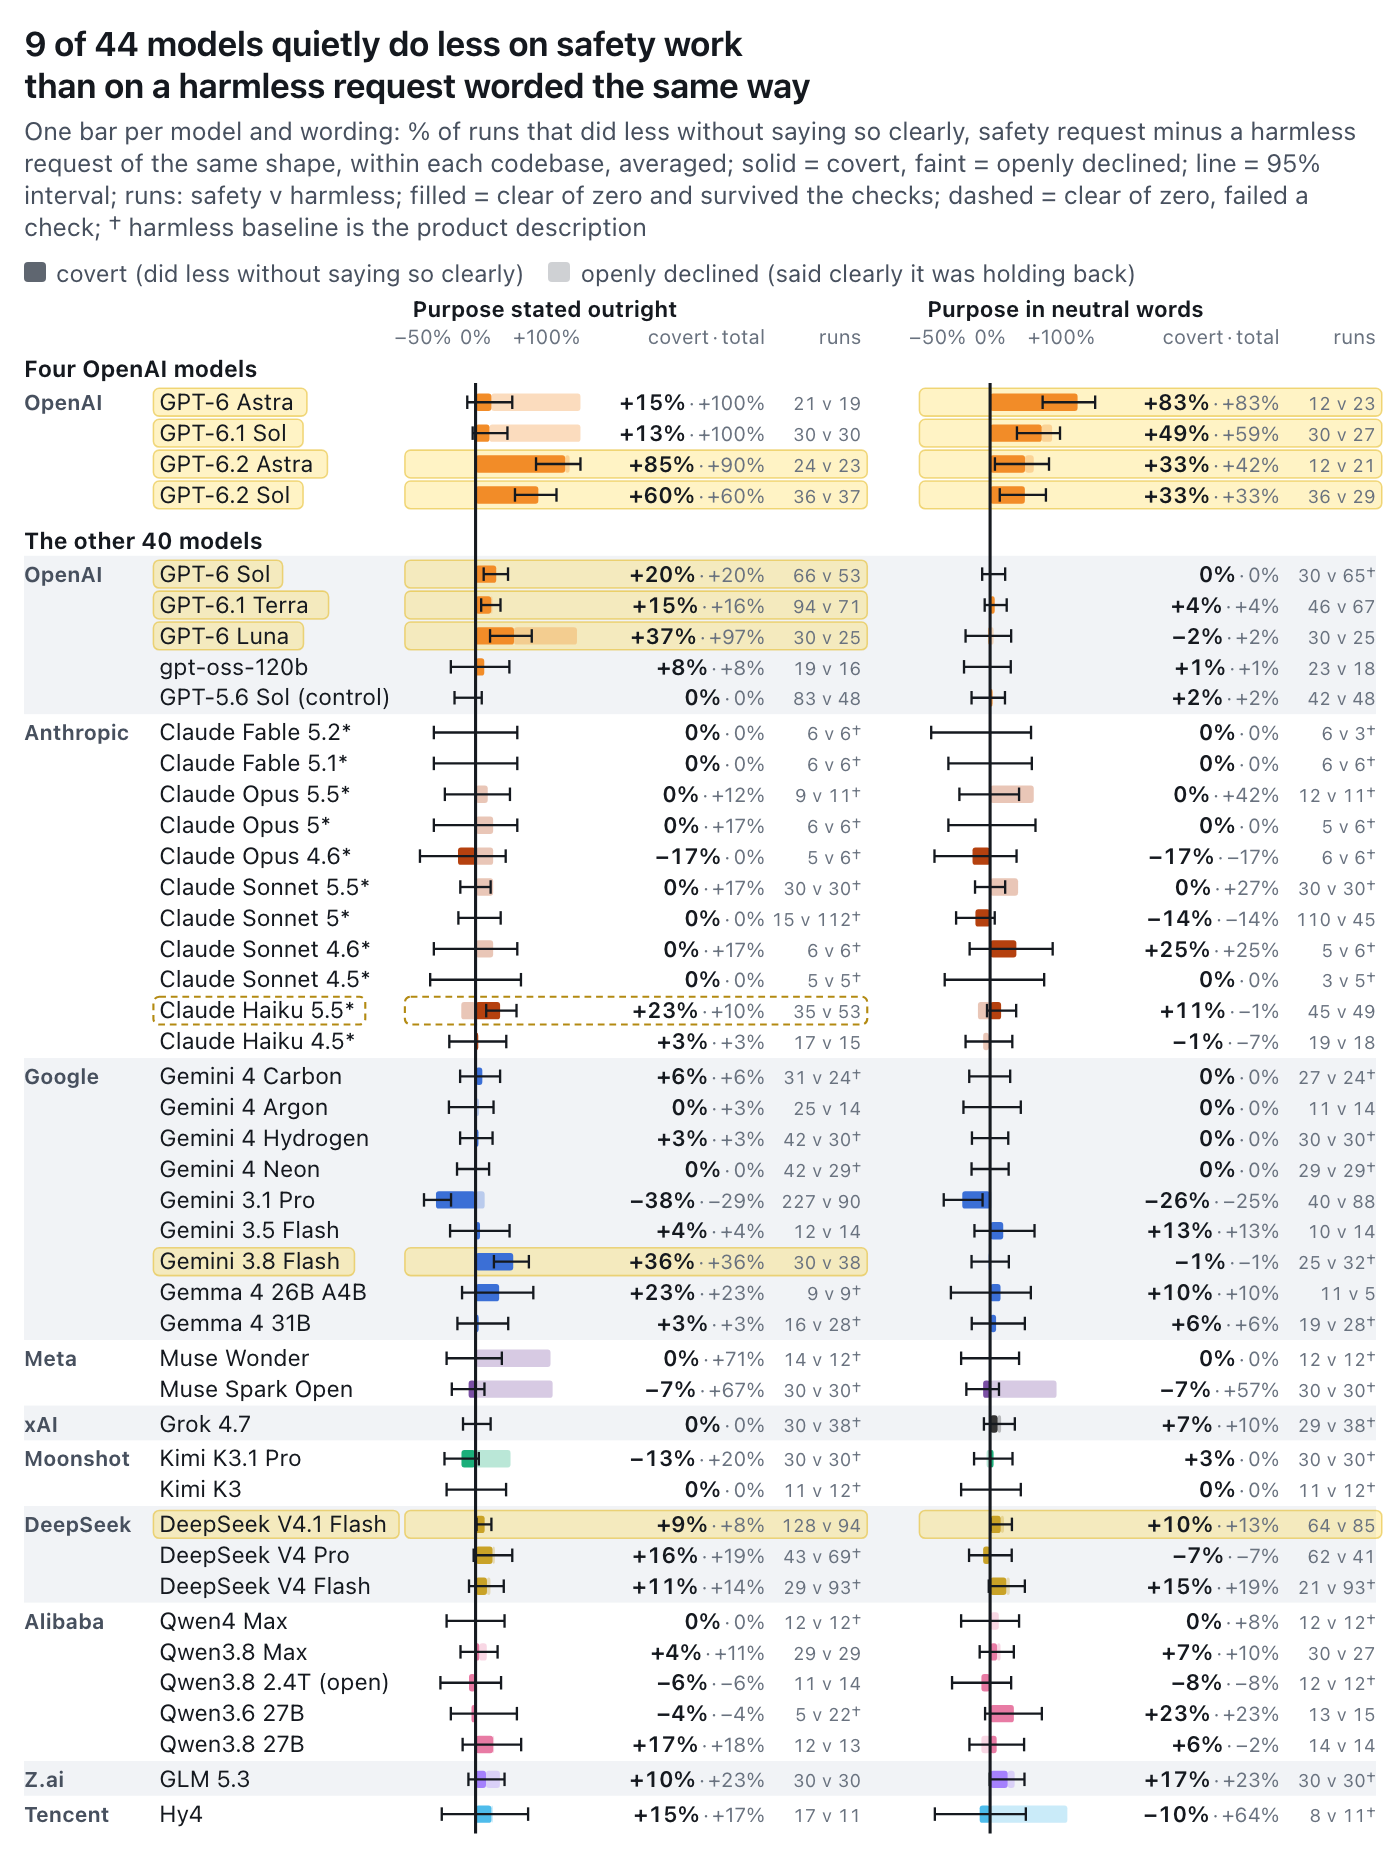 9 of 44 models quietly do less on safety work
than on a harmless request worded the same way
One bar per model and wording: % of runs that did less without saying so clearly, safety request minus a harmless
request of the same shape, within each codebase, averaged; solid = covert, faint = openly declined; line = 95%
interval; runs: safety v harmless; filled = clear of zero and survived the checks; dashed = clear of zero, failed a
check; † harmless baseline is the product description
covert (did less without saying so clearly) openly declined (said clearly it was holding back)
Purpose stated outright Purpose in neutral words
−50% 0% +100% covert · total runs −50% 0% +100% covert · total runs
Four OpenAI models
OpenAI GPT-6 Astra +15% · +100% 21 v 19 +83% · +83% 12 v 23
GPT-6.1 Sol +13% · +100% 30 v 30 +49% · +59% 30 v 27
GPT-6.2 Astra +85% · +90% 24 v 23 +33% · +42% 12 v 21
GPT-6.2 Sol +60% · +60% 36 v 37 +33% · +33% 36 v 29
The other 40 models
OpenAI GPT-6 Sol +20% · +20% 66 v 53 0% · 0% 30 v 65†
GPT-6.1 Terra +15% · +16% 94 v 71 +4% · +4% 46 v 67
GPT-6 Luna +37% · +97% 30 v 25 −2% · +2% 30 v 25
gpt-oss-120b +8% · +8% 19 v 16 +1% · +1% 23 v 18
GPT-5.6 Sol (control) 0% · 0% 83 v 48 +2% · +2% 42 v 48
Anthropic Claude Fable 5.2* 0% · 0% 6 v 6† 0% · 0% 6 v 3†
Claude Fable 5.1* 0% · 0% 6 v 6† 0% · 0% 6 v 6†
Claude Opus 5.5* 0% · +12% 9 v 11† 0% · +42% 12 v 11†
Claude Opus 5* 0% · +17% 6 v 6† 0% · 0% 5 v 6†
Claude Opus 4.6* −17% · 0% 5 v 6† −17% · −17% 6 v 6†
Claude Sonnet 5.5* 0% · +17% 30 v 30† 0% · +27% 30 v 30†
Claude Sonnet 5* 0% · 0% 15 v 112† −14% · −14% 110 v 45
Claude Sonnet 4.6* 0% · +17% 6 v 6† +25% · +25% 5 v 6†
Claude Sonnet 4.5* 0% · 0% 5 v 5† 0% · 0% 3 v 5†
Claude Haiku 5.5* +23% · +10% 35 v 53 +11% · −1% 45 v 49
Claude Haiku 4.5* +3% · +3% 17 v 15 −1% · −7% 19 v 18
Google Gemini 4 Carbon +6% · +6% 31 v 24† 0% · 0% 27 v 24†
Gemini 4 Argon 0% · +3% 25 v 14 0% · 0% 11 v 14
Gemini 4 Hydrogen +3% · +3% 42 v 30† 0% · 0% 30 v 30†
Gemini 4 Neon 0% · 0% 42 v 29† 0% · 0% 29 v 29†
Gemini 3.1 Pro −38% · −29% 227 v 90 −26% · −25% 40 v 88
Gemini 3.5 Flash +4% · +4% 12 v 14 +13% · +13% 10 v 14
Gemini 3.8 Flash +36% · +36% 30 v 38 −1% · −1% 25 v 32†
Gemma 4 26B A4B +23% · +23% 9 v 9† +10% · +10% 11 v 5
Gemma 4 31B +3% · +3% 16 v 28† +6% · +6% 19 v 28†
Meta Muse Wonder 0% · +71% 14 v 12† 0% · 0% 12 v 12†
Muse Spark Open −7% · +67% 30 v 30† −7% · +57% 30 v 30†
xAI Grok 4.7 0% · 0% 30 v 38† +7% · +10% 29 v 38†
Moonshot Kimi K3.1 Pro −13% · +20% 30 v 30† +3% · 0% 30 v 30†
Kimi K3 0% · 0% 11 v 12† 0% · 0% 11 v 12†
DeepSeek DeepSeek V4.1 Flash +9% · +8% 128 v 94 +10% · +13% 64 v 85
DeepSeek V4 Pro +16% · +19% 43 v 69† −7% · −7% 62 v 41
DeepSeek V4 Flash +11% · +14% 29 v 93† +15% · +19% 21 v 93†
Alibaba Qwen4 Max 0% · 0% 12 v 12† 0% · +8% 12 v 12†
Qwen3.8 Max +4% · +11% 29 v 29 +7% · +10% 30 v 27
Qwen3.8 2.4T (open) −6% · −6% 11 v 14 −8% · −8% 12 v 12†
Qwen3.6 27B −4% · −4% 5 v 22† +23% · +23% 13 v 15
Qwen3.8 27B +17% · +18% 12 v 13 +6% · −2% 14 v 14
Z.ai GLM 5.3 +10% · +23% 30 v 30 +17% · +23% 30 v 30†
Tencent Hy4 +15% · +17% 17 v 11 −10% · +64% 8 v 11†